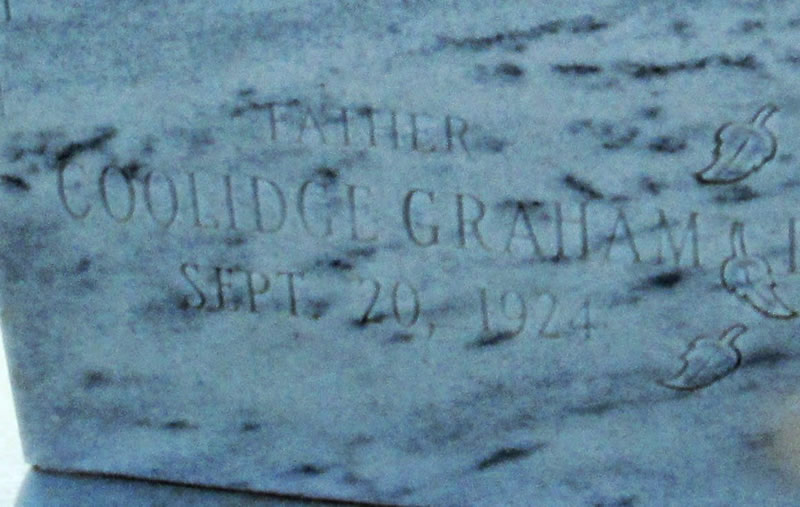 FATHER
COOLIDGE GRAHAM
SEPT. 20, 1924